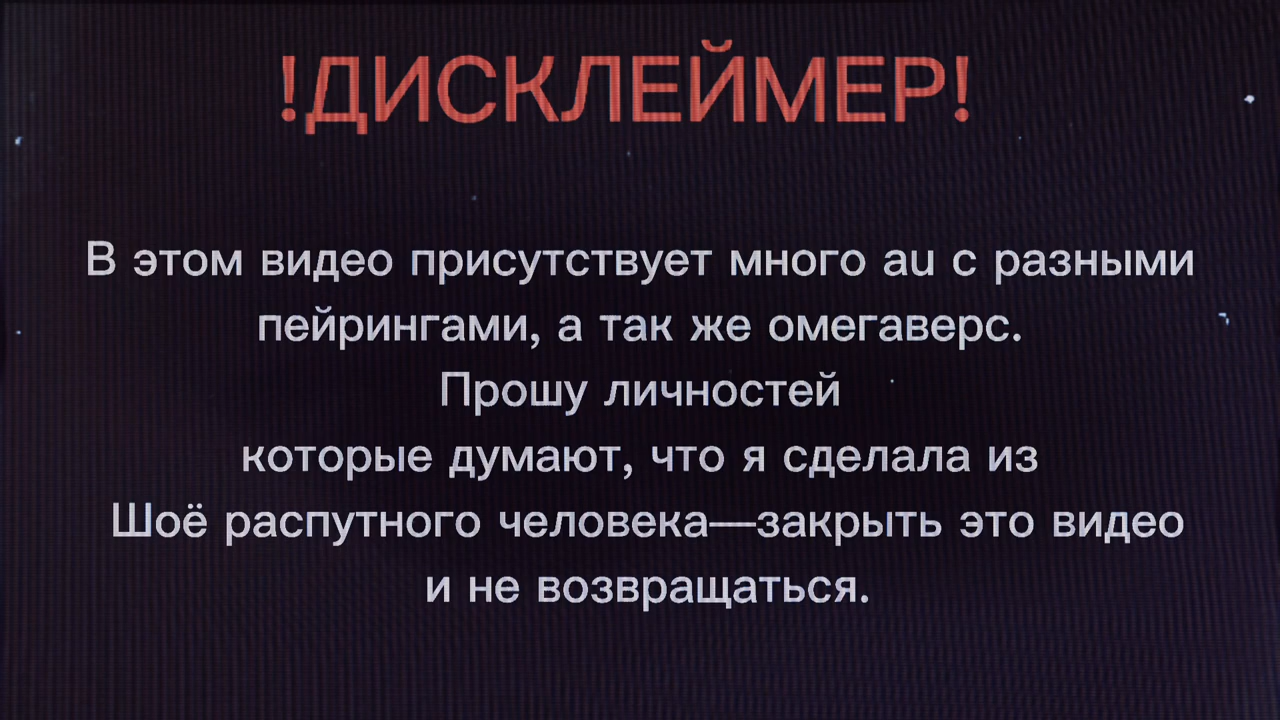 !ДИСКЛЕЙМЕР!
В этом видео присутствует много au с разными
пейрингами, а так же омегаверс.
Прошу личностей
которые думают, что я сделала из
Шоё распутного человека—закрыть это видео
и не возвращаться.